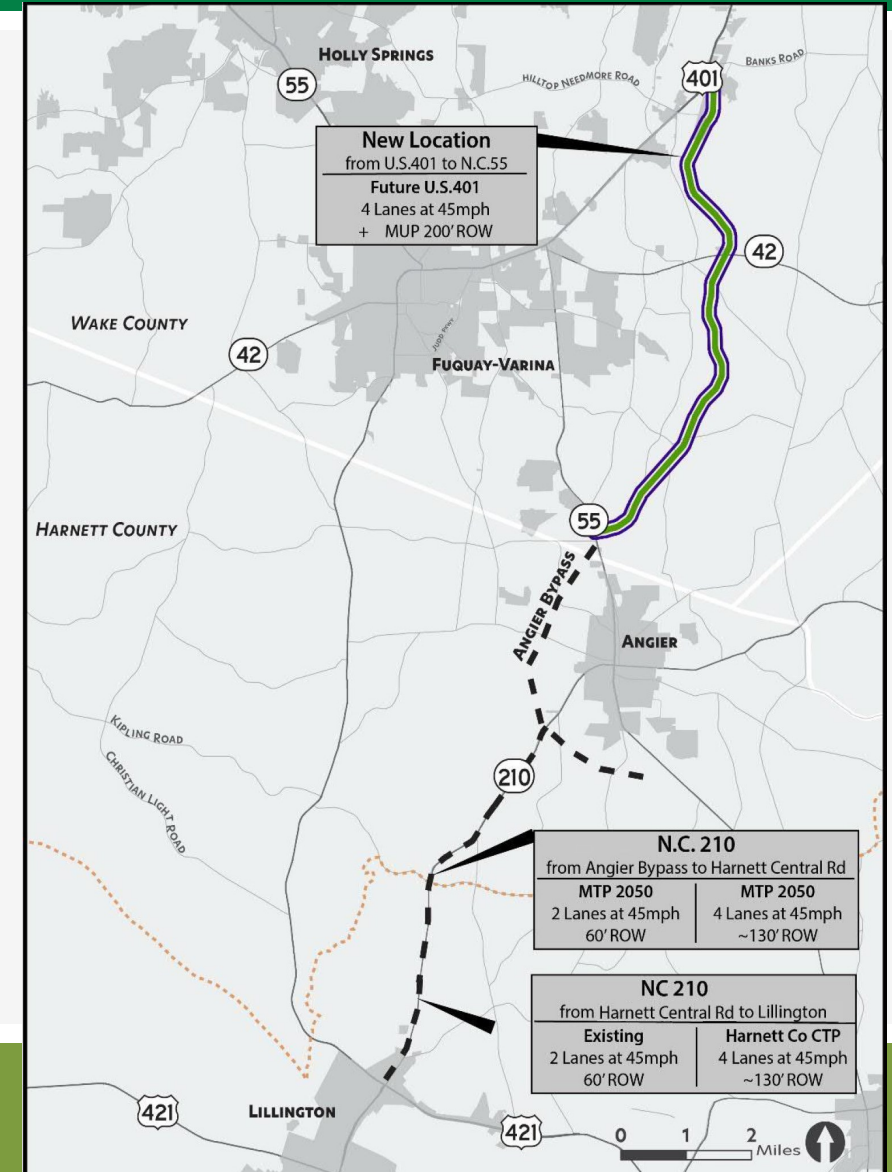 HOLLY SPRINGS
55
HILLTOP NEEDMORE ROAD
401
BANKS ROAD
New Location
from U.S.401 to N.C.55
Future U.S.401
4 Lanes at 45mph
+ MUP 200' ROW
42
WAKE COUNTY
42
JUDD PKWY
FUQUAY-VARINA
55
HARNETT COUNTY
ANGIER BYPASS
ANGIER
KIPLING ROAD
CHRISTIAN LIGHT ROAD
210
N.C. 210
from Angier Bypass to Harnett Central Rd
MTP 2050 MTP 2050
2 Lanes at 45mph 4 Lanes at 45mph
60' ROW ~130' ROW
NC 210
from Harnett Central Rd to Lillington
Existing Harnett Co CTP
2 Lanes at 45mph 4 Lanes at 45mph
60' ROW ~130' ROW
421
LILLINGTON
421
0 1 2
Miles